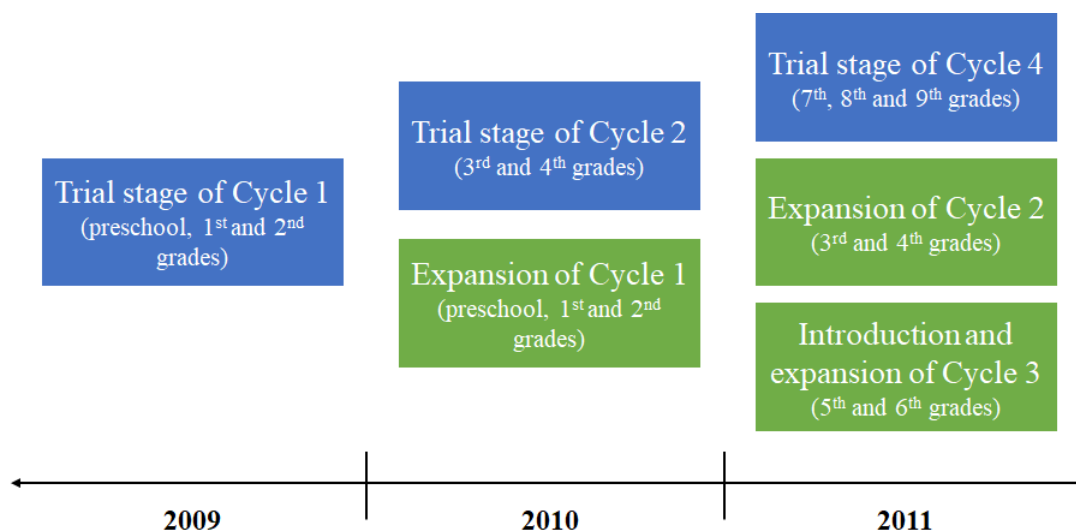 Trial stage of Cycle 1
(preschool, 1st and 2nd
grades)
Trial stage of Cycle 2
(3rd and 4th grades)
Expansion of Cycle 1
(preschool, 1st and 2nd
grades)
Trial stage of Cycle 4
(7th, 8th and 9th grades)
Expansion of Cycle 2
(3rd and 4th grades)
Introduction and
expansion of Cycle 3
(5th and 6th grades)
2009
2010
2011